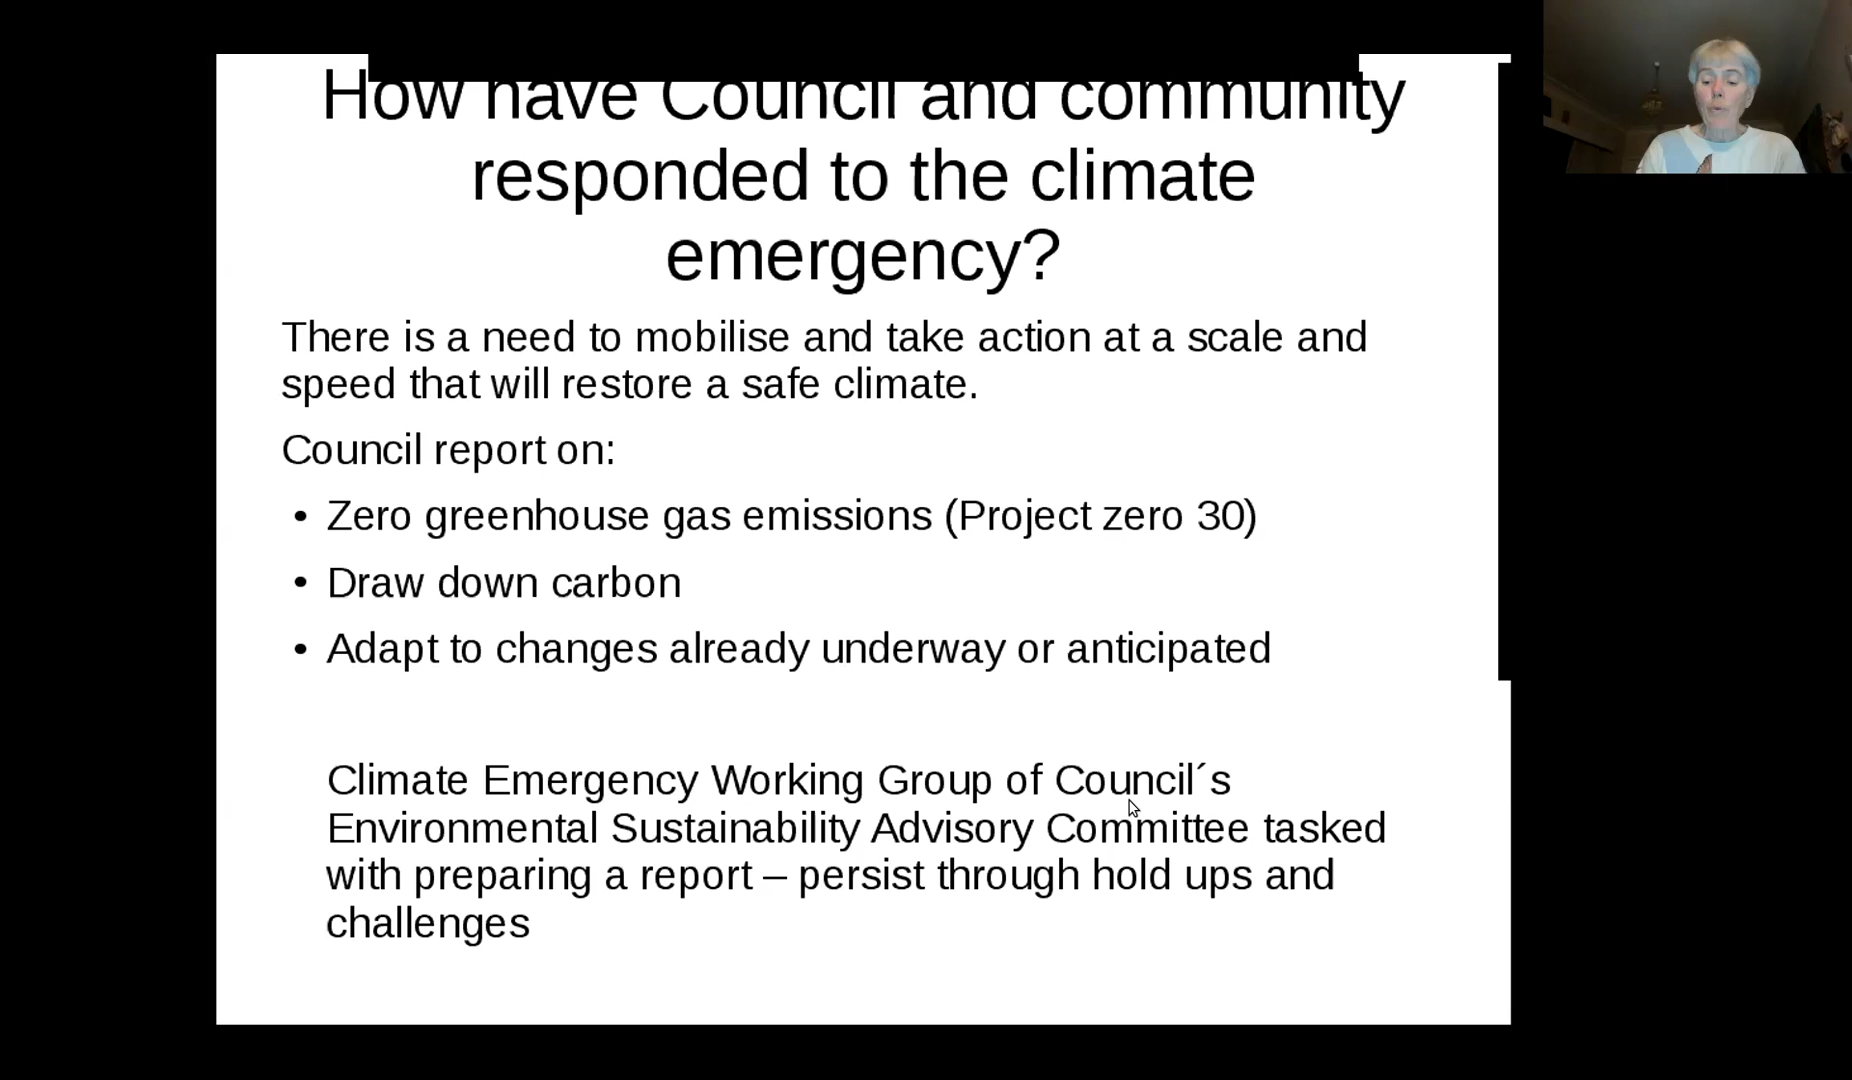 How have Council and community
responded to the climate
emergency?
There is a need to mobilise and take action at a scale and
speed that will restore a safe climate.
Council report on:
• Zero greenhouse gas emissions (Project zero 30)
• Draw down carbon
• Adapt to changes already underway or anticipated
Climate Emergency Working Group of Council´s
Environmental Sustainability Advisory Committee tasked
with preparing a report – persist through hold ups and
challenges